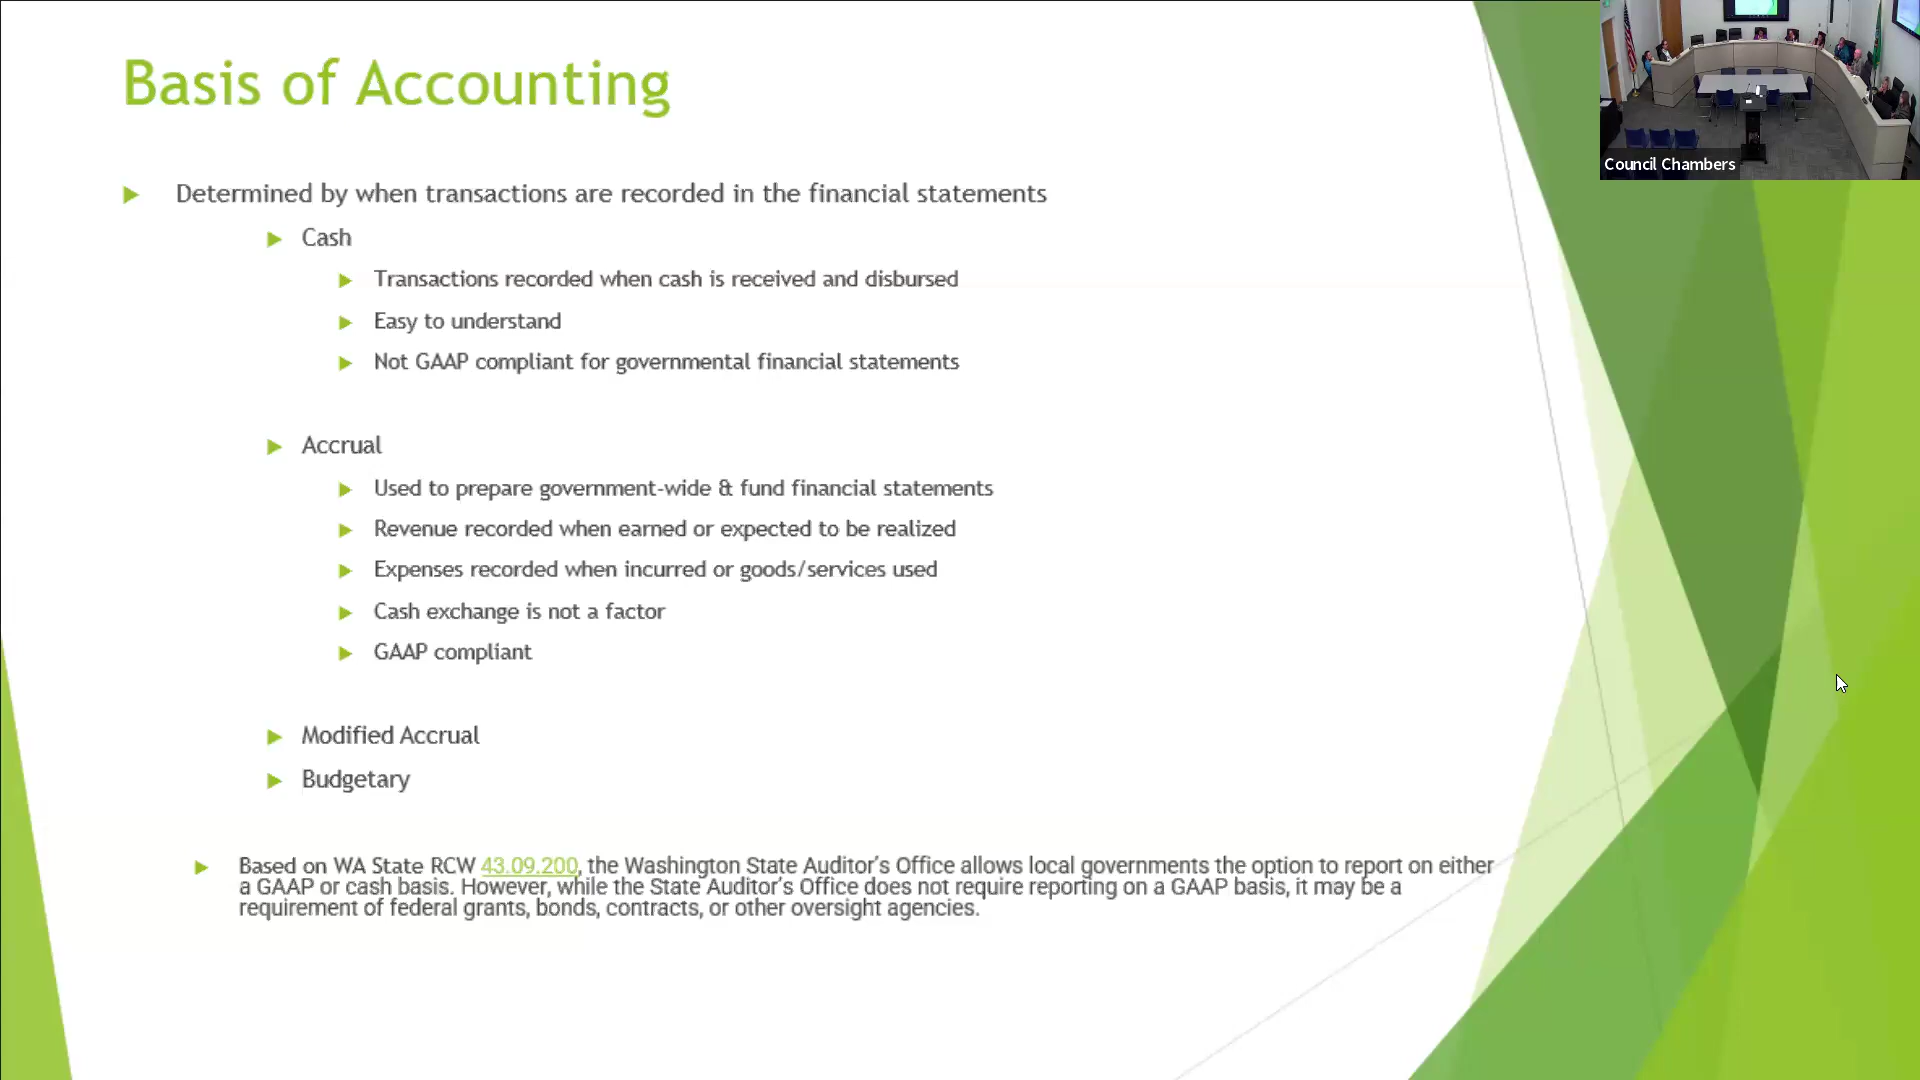 Basis of Accounting
Council Chambers
Determined by when transactions are recorded in the financial statements
Cash
Transactions recorded when cash is received and disbursed
Easy to understand
Not GAAP compliant for governmental financial statements
Accrual
Used to prepare government-wide & fund financial statements
Revenue recorded when earned or expected to be realized
Expenses recorded when incurred or goods/services used
Cash exchange is not a factor
GAAP compliant
Modified Accrual
Budgetary
Based on WA State RCW 43.09.200, the Washington State Auditor's Office allows local governments the option to report on either
a GAAP or cash basis. However, while the State Auditor's Office does not require reporting on a GAAP basis, it may be a
requirement of federal grants, bonds, contracts, or other oversight agencies.